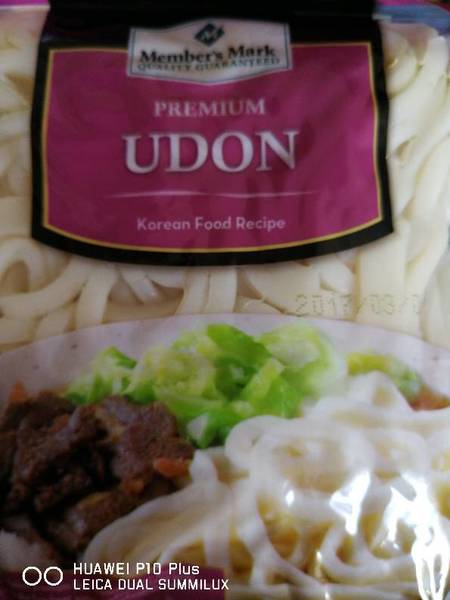 Member's Mark
QUALITY GUARANTEED
PREMIUM
UDON
Korean Food Recipe
HUAWEI P10 Plus
LEICA DUAL SUMMILUX